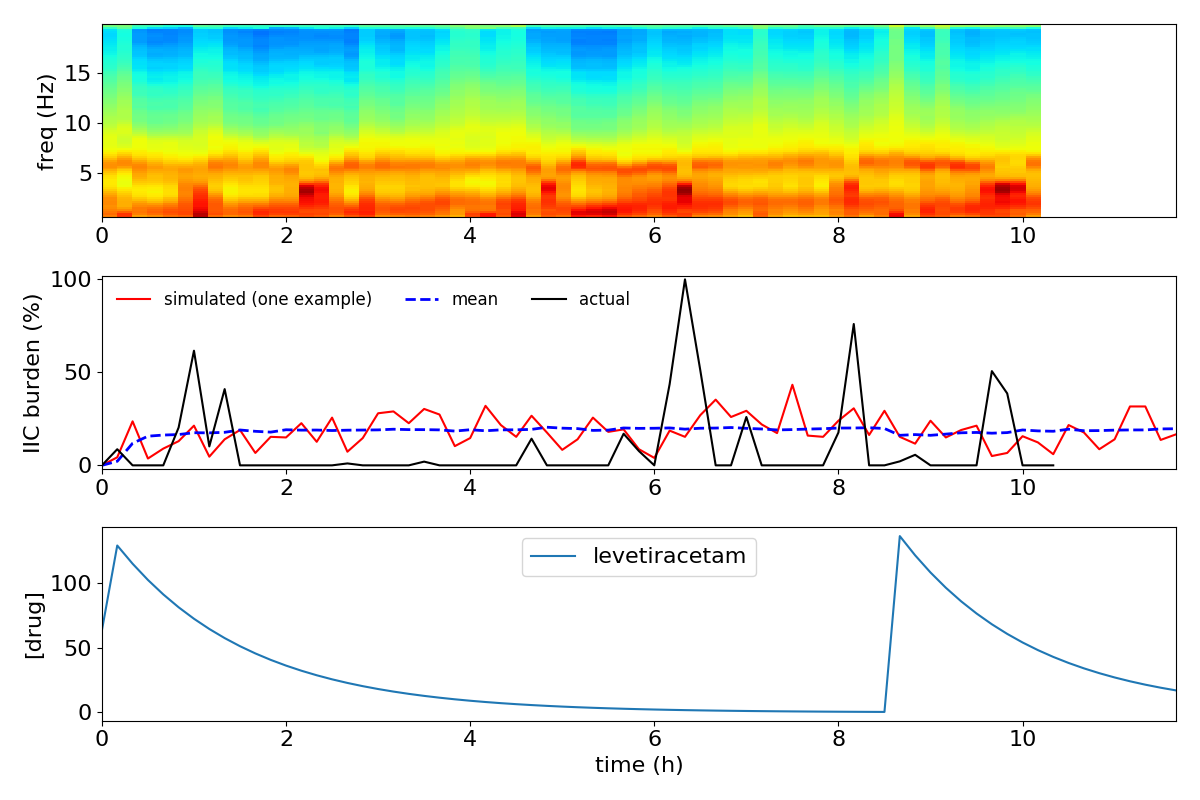 freq (Hz)
15
10
5
0 2 4 6 8 10
IIC burden (%)
100
50
0
simulated (one example) mean actual
0 2 4 6 8 10
[drug]
100
50
0
levetiracetam
0 2 4 6 8 10
time (h)